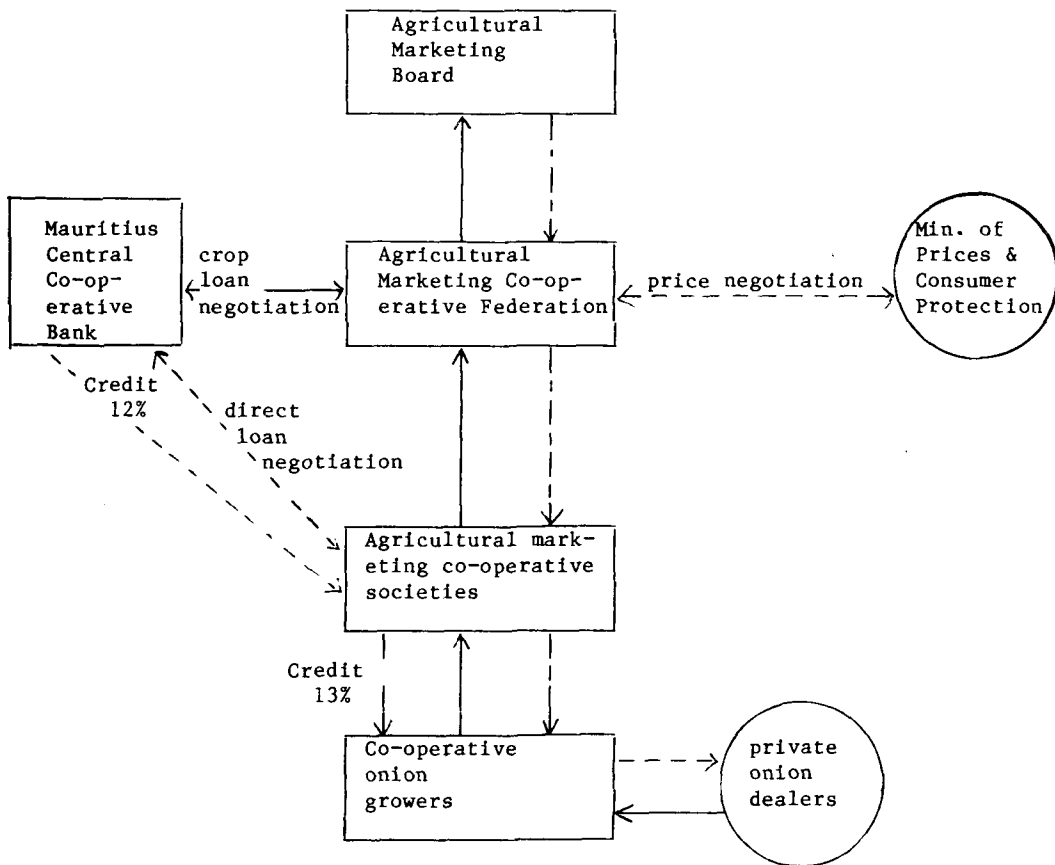 Agricultural
Marketing
Board
Mauritius
Central
Co-op-
erative
Bank
crop
loan
negotiation
Agricultural
Marketing Co-op-
erative Federation
price negotiation
Min. of
Prices &
Consumer
Protection
Credit
12%
direct
loan
negotiation
Agricultural mark-
eting co-operative
societies
Credit
13%
Co-operative
onion
growers
private
onion
dealers